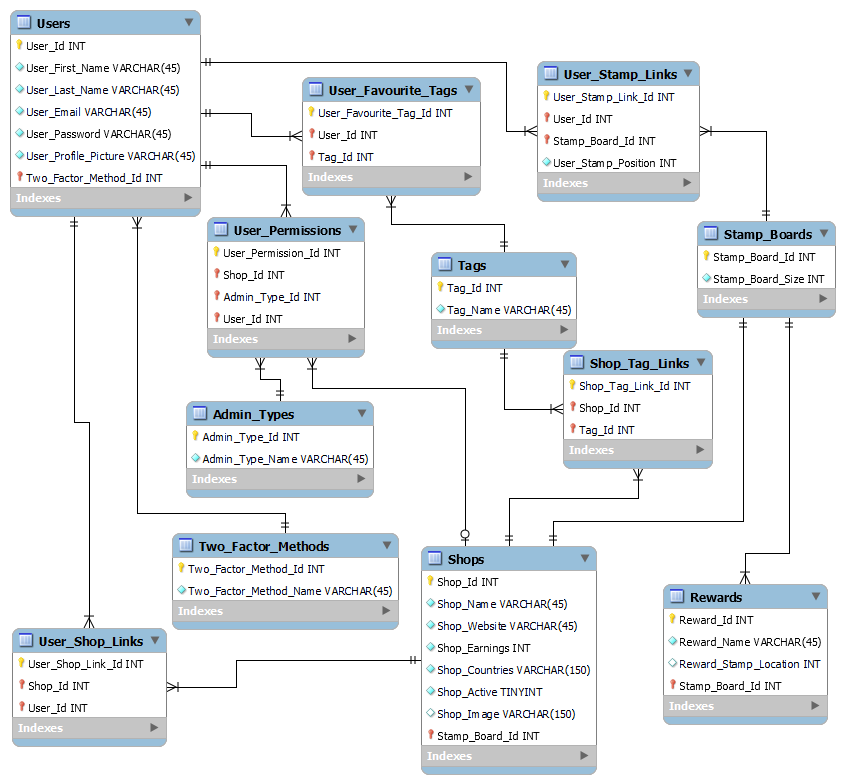 Users
User_Id INT
User_First_Name VARCHAR(45)
User_Last_Name VARCHAR(45)
User_Email VARCHAR(45)
User_Password VARCHAR(45)
User_Profile_Picture VARCHAR(45)
Two_Factor_Method_Id INT
Indexes
User_Favourite_Tags
User_Favourite_Tag_Id INT
User_Id INT
Tag_Id INT
Indexes
User_Stamp_Links
User_Stamp_Link_Id INT
User_Id INT
Stamp_Board_Id INT
User_Stamp_Position INT
Indexes
User_Permissions
User_Permission_Id INT
Shop_Id INT
Admin_Type_Id INT
User_Id INT
Indexes
Tags
Tag_Id INT
Tag_Name VARCHAR(45)
Indexes
Stamp_Boards
Stamp_Board_Id INT
Stamp_Board_Size INT
Indexes
Shop_Tag_Links
Shop_Tag_Link_Id INT
Shop_Id INT
Tag_Id INT
Indexes
Admin_Types
Admin_Type_Id INT
Admin_Type_Name VARCHAR(45)
Indexes
Two_Factor_Methods
Two_Factor_Method_Id INT
Two_Factor_Method_Name VARCHAR(45)
Indexes
Shops
Shop_Id INT
Shop_Name VARCHAR(45)
Shop_Website VARCHAR(45)
Shop_Earnings INT
Shop_Countries VARCHAR(150)
Shop_Active TINYINT
Shop_Image VARCHAR(150)
Stamp_Board_Id INT
Indexes
Rewards
Reward_Id INT
Reward_Name VARCHAR(45)
Reward_Stamp_Location INT
Stamp_Board_Id INT
Indexes
User_Shop_Links
User_Shop_Link_Id INT
Shop_Id INT
User_Id INT
Indexes